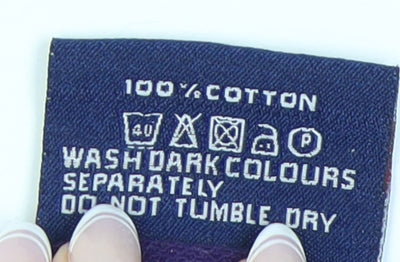 100% COTTON
40 P
WASH DARK COLOURS
SEPARATELY
DO NOT TUMBLE DRY